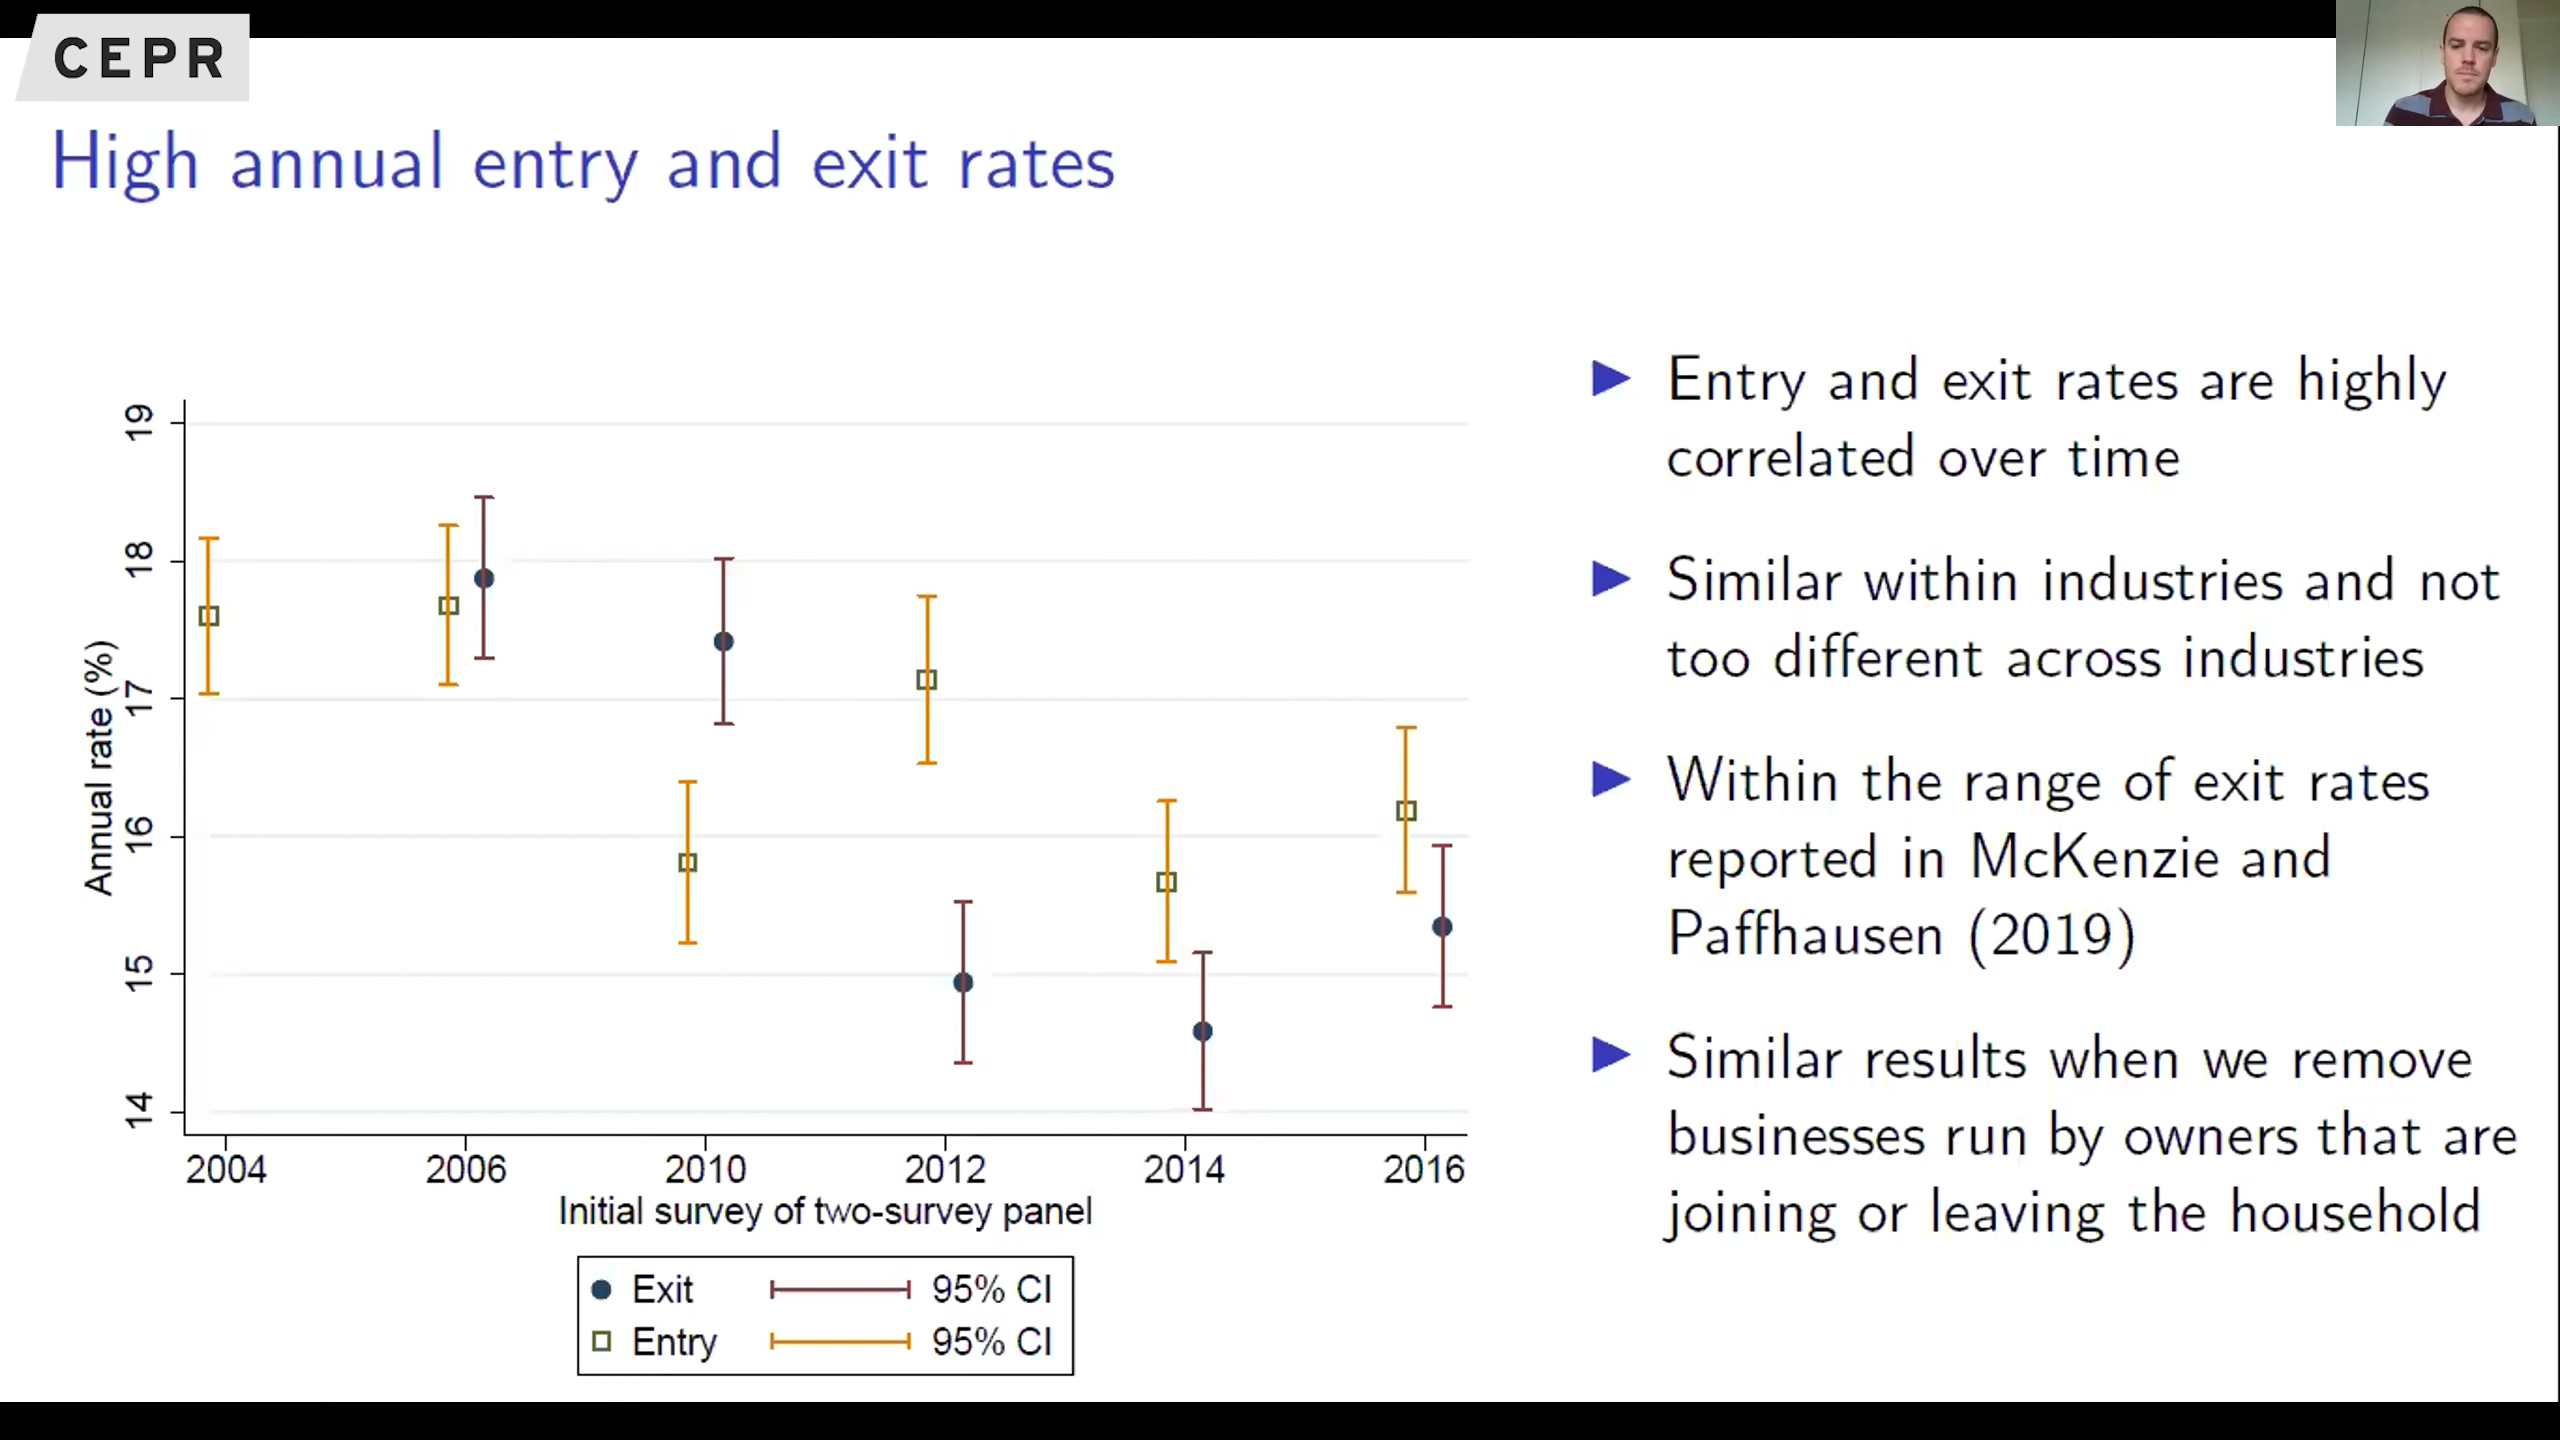 CEPR
High annual entry and exit rates
19
18
17
16
15
14
Annual rate (%)
2004 2006 2010 2012 2014 2016
Initial survey of two-survey panel
Exit 95% CI
Entry 95% CI
Entry and exit rates are highly
correlated over time
Similar within industries and not
too different across industries
Within the range of exit rates
reported in McKenzie and
Paffhausen (2019)
Similar results when we remove
businesses run by owners that are
joining or leaving the household